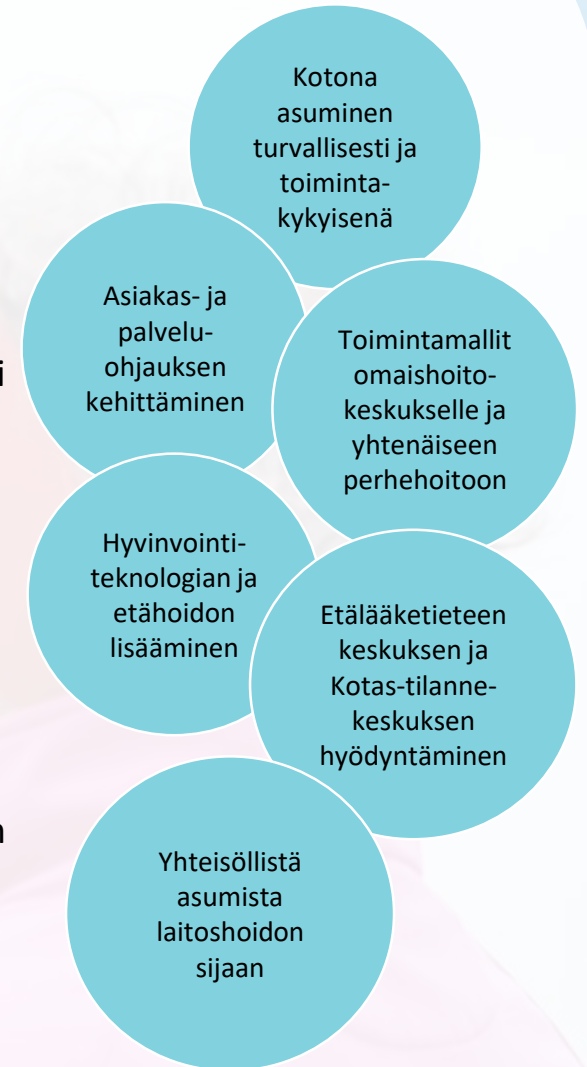 Kotona
asuminen
turvallisesti ja
toiminta-
kykyisenä
Asiakas- ja
palvelu-
ohjauksen
kehittäminen
i
Toimintamallit
omaishoito-
keskukselle ja
yhtenäiseen
perhehoitoon
Hyvinvointi-
teknologian ja
etähoidon
lisääminen
Etälääketieteen
keskuksen ja
Kotas-tilanne-
keskuksen
hyödyntäminen
Yhteisöllistä
asumista
laitoshoidon
sijaan